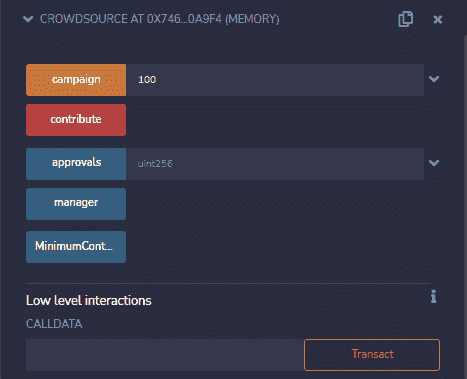 CROWDSOURCE AT 0X746...0A9F4 (MEMORY)
campaign 100
contribute
approvals uint256
manager
MinimumCont...
Low level interactions
CALLDATA
Transact